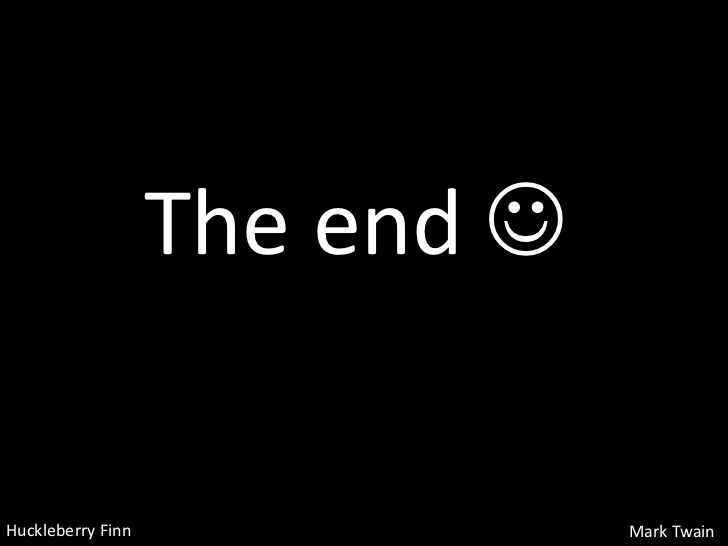 The end ☺
Huckleberry Finn
Mark Twain